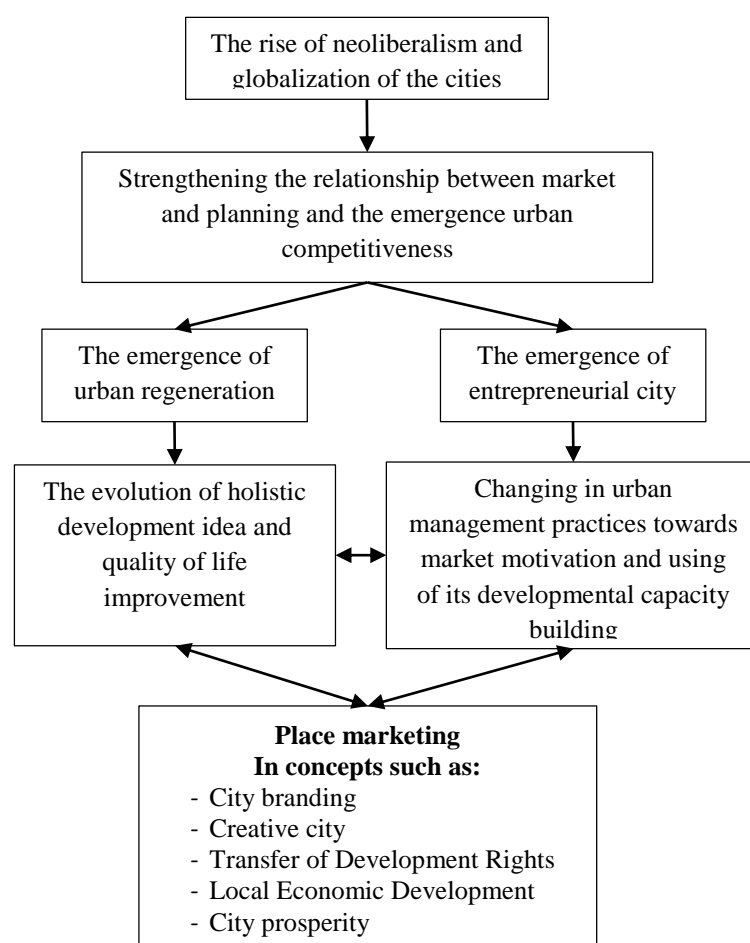 The rise of neoliberalism and
globalization of the cities
Strengthening the relationship between market
and planning and the emergence urban
competitiveness
The emergence of
urban regeneration
The emergence of
entrepreneurial city
The evolution of holistic
development idea and
quality of life
improvement
Changing in urban
management practices towards
market motivation and using
of its developmental capacity
building
Place marketing
In concepts such as:
- City branding
- Creative city
- Transfer of Development Rights
- Local Economic Development
- City prosperity